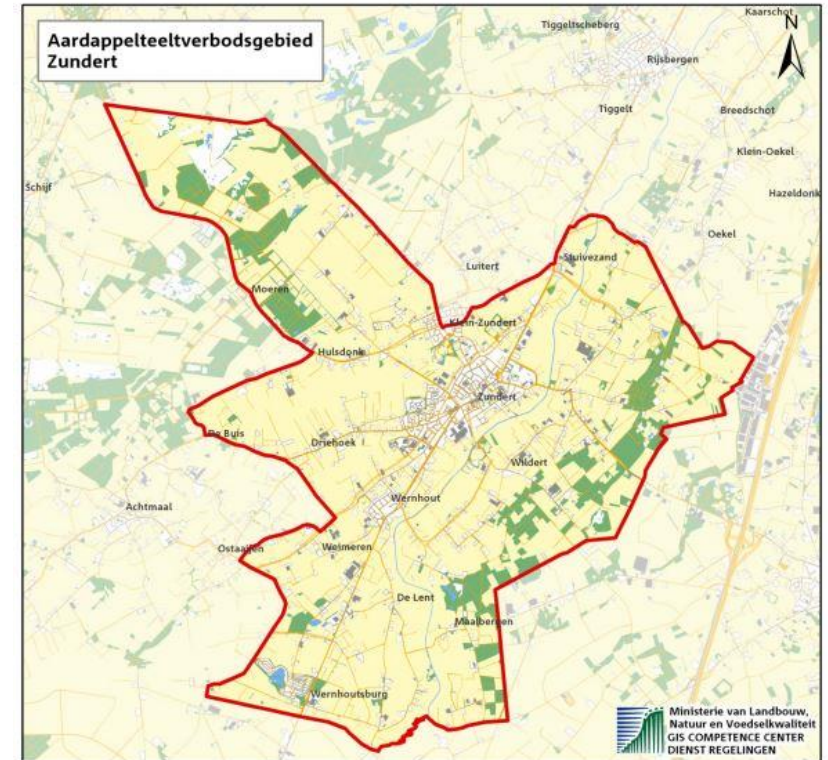 Aardappelteeltverbodsgebied
Zundert
Kaarschot
N
Tiggeltscheberg
Rijsbergen
Tiggelt
Breedschot
Klein-Oekel
Schijf
Hazeldonk
Oekel
Stuivezand
Luitert
Moeren
Klein-Zundert
Hulsdonk
Zundert
De Buis
Driehoek
Wildert
Wernhout
Achtmaal
Ostaaijen
Weimeren
De Lent
Maalbergen
Wernhoutsburg
Ministerie van Landbouw,
Natuur en Voedselkwaliteit
GIS COMPETENCE CENTER
DIENST REGELINGEN